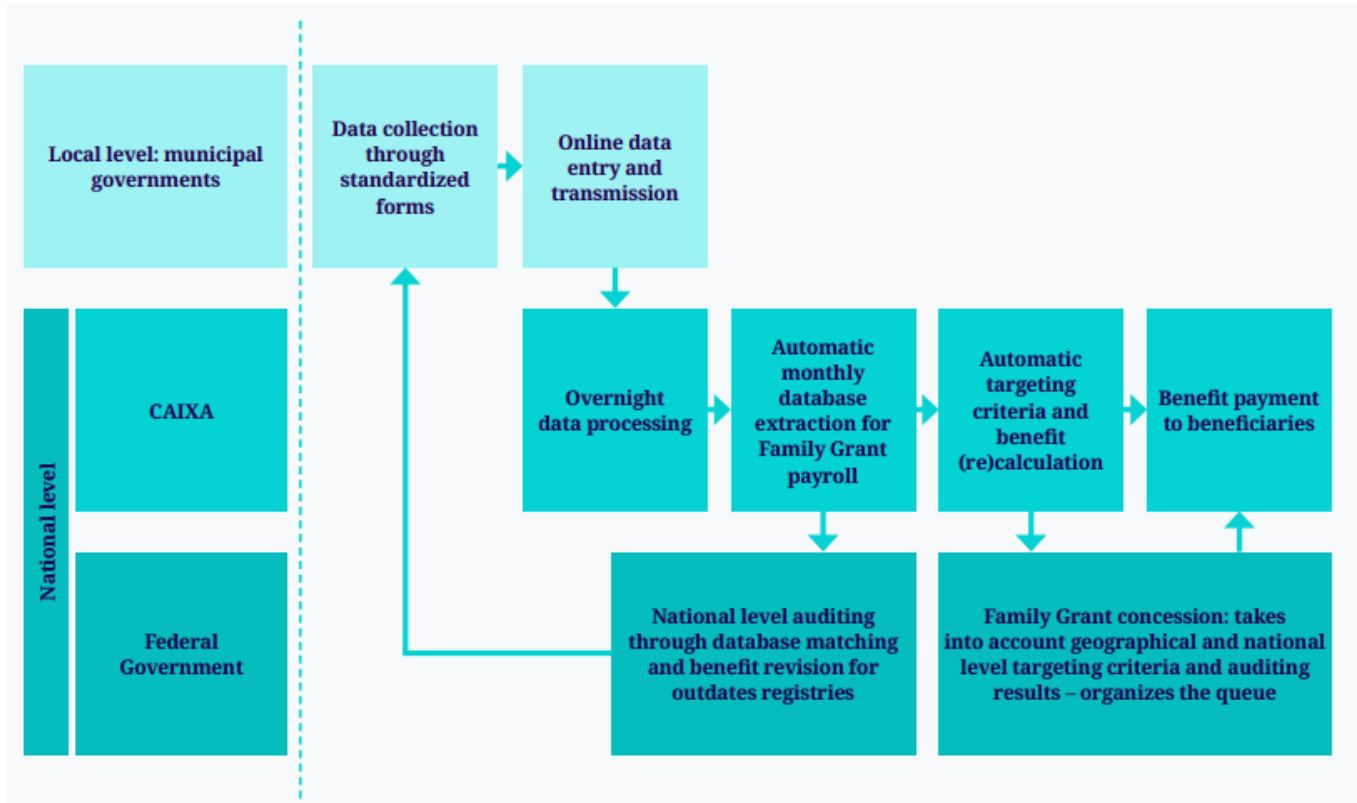 Local level: municipal
governments
Data collection
through
standardized
forms
Online data
entry and
transmission
National level
CAIXA
Overnight
data processing
Automatic
monthly
database
extraction for
Family Grant
payroll
Automatic
targeting
criteria and
benefit
(re)calculation
Benefit payment
to beneficiaries
Federal
Government
National level auditing
through database matching
and benefit revision for
outdates registries
Family Grant concession: takes
into account geographical and national
level targeting criteria and auditing
results – organizes the queue